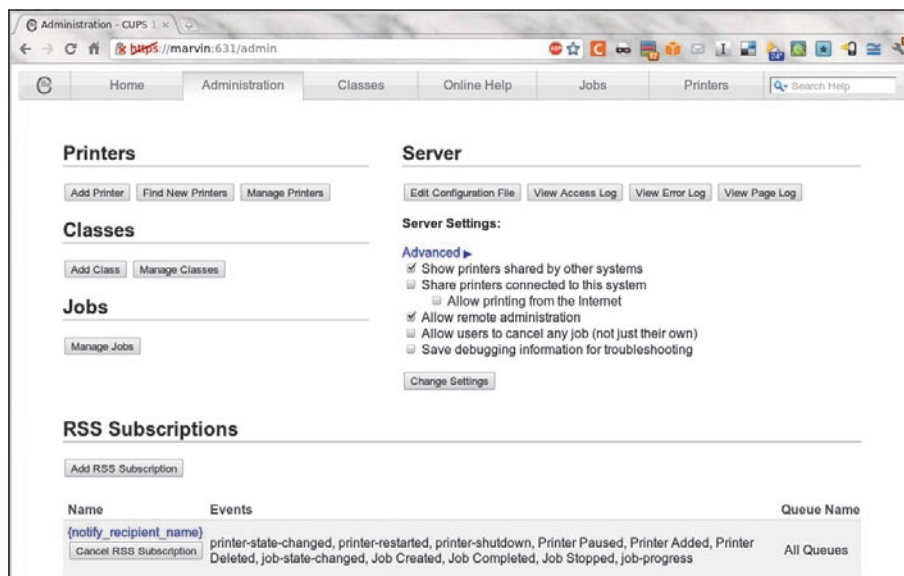 Administration - CUPS 1
https://marvin:631/admin
Home Administration Classes Online Help Jobs Printers Search Help
Printers
Add Printer Find New Printers Manage Printers
Classes
Add Class Manage Classes
Jobs
Manage Jobs
Server
Edit Configuration File View Access Log View Error Log View Page Log
Server Settings:
Advanced ▶
Show printers shared by other systems
Share printers connected to this system
Allow printing from the Internet
Allow remote administration
Allow users to cancel any job (not just their own)
Save debugging information for troubleshooting
Change Settings
RSS Subscriptions
Add RSS Subscription
Name Events Queue Name
{notify_recipient_name}
Cancel RSS Subscription
printer-state-changed, printer-restarted, printer-shutdown, Printer Paused, Printer Added, Printer
Deleted, job-state-changed, Job Created, Job Completed, Job Stopped, job-progress
All Queues